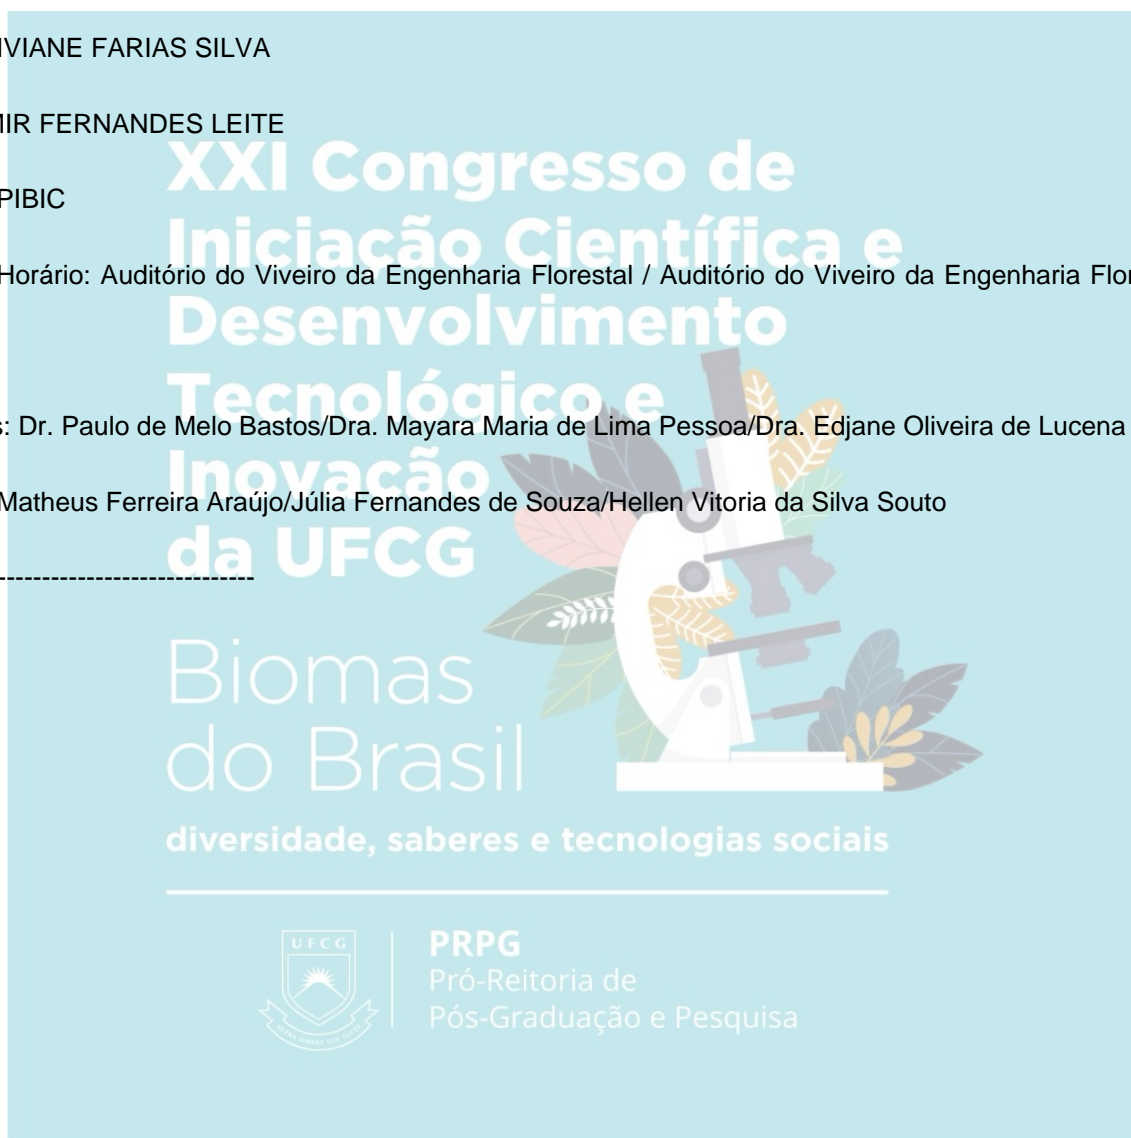 IVIANE FARIAS SILVA
MIR FERNANDES LEITE
XXI Congresso de
PIBIC
Iniciação Científica e
Horário: Auditório do Viveiro da Engenharia Florestal / Auditório do Viveiro da Engenharia Flor
Desenvolvimento
Tecnológico e
s: Dr. Paulo de Melo Bastos/Dra. Mayara Maria de Lima Pessoa/Dra. Edjane Oliveira de Lucena
Inovação
Matheus Ferreira Araújo/Júlia Fernandes de Souza/Hellen Vitoria da Silva Souto
da UFCG
-----------------------------
Biomas
do Brasil
diversidade, saberes e tecnologias sociais
UFCG
PRPG
Pró-Reitoria de
Pós-Graduação e Pesquisa